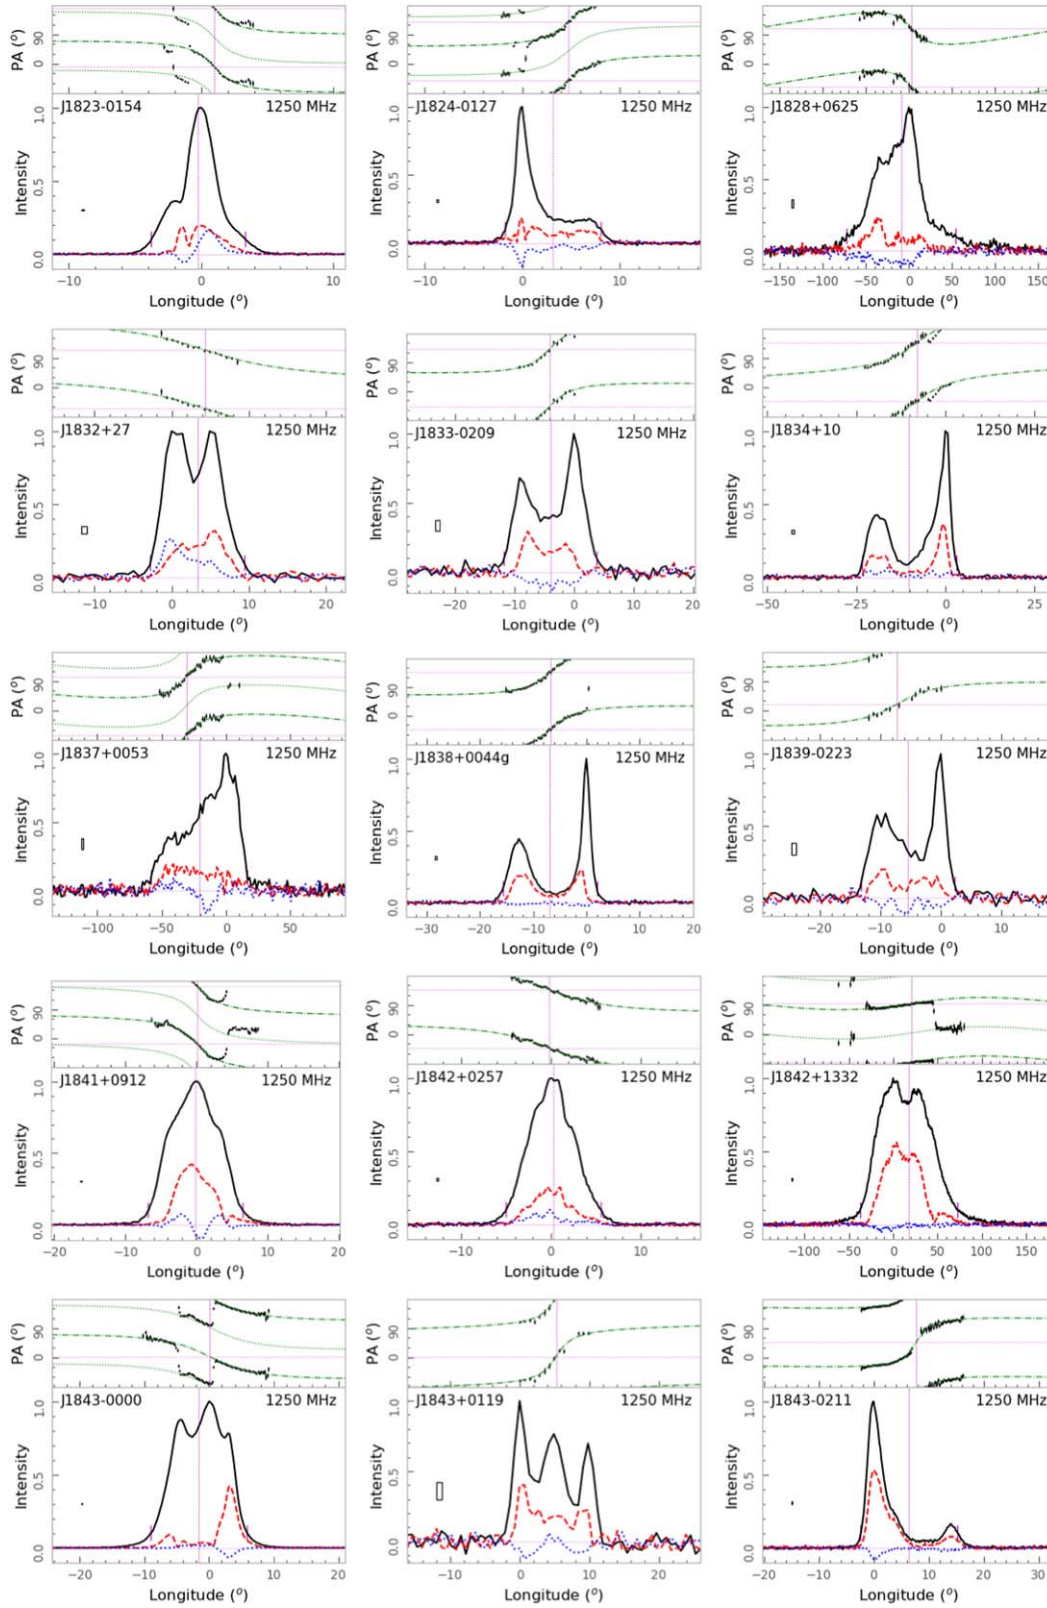 PA (°) 90 0
J1823-0154 1250 MHz
Intensity 1.0 0.5 0.0
−10 −5 0 5 10
Longitude (°)
PA (°) 90 0
J1824-0127 1250 MHz
Intensity 1.0 0.5 0.0
−10 0 10
Longitude (°)
PA (°) 90 0
J1828+0625 1250 MHz
Intensity 1.0 0.5 0.0
−150 −100 −50 0 50 100 150
Longitude (°)
PA (°) 90 0
J1832+27 1250 MHz
Intensity 1.0 0.5 0.0
−10 0 10 20
Longitude (°)
PA (°) 90 0
J1833-0209 1250 MHz
Intensity 1.0 0.5 0.0
−20 −10 0 10 20
Longitude (°)
PA (°) 90 0
J1834+10 1250 MHz
Intensity 1.0 0.5 0.0
−50 −25 0 25
Longitude (°)
PA (°) 90 0
J1837+0053 1250 MHz
Intensity 1.0 0.5 0.0
−100 −50 0 50
Longitude (°)
PA (°) 90 0
J1838+0044g 1250 MHz
Intensity 1.0 0.5 0.0
−30 −20 −10 0 10 20
Longitude (°)
PA (°) 90 0
J1839-0223 1250 MHz
Intensity 1.0 0.5 0.0
−20 −10 0 10
Longitude (°)
PA (°) 90 0
J1841+0912 1250 MHz
Intensity 1.0 0.5 0.0
−20 −10 0 10 20
Longitude (°)
PA (°) 90 0
J1842+0257 1250 MHz
Intensity 1.0 0.5 0.0
−10 0 10
Longitude (°)
PA (°) 90 0
J1842+1332 1250 MHz
Intensity 1.0 0.5 0.0
−100 −50 0 50 100 150
Longitude (°)
PA (°) 90 0
J1843-0000 1250 MHz
Intensity 1.0 0.5 0.0
−20 −10 0 10 20
Longitude (°)
PA (°) 90 0
J1843+0119 1250 MHz
Intensity 1.0 0.5 0.0
−10 0 10 20
Longitude (°)
PA (°) 90 0
J1843-0211 1250 MHz
Intensity 1.0 0.5 0.0
−20 −10 0 10 20 30
Longitude (°)